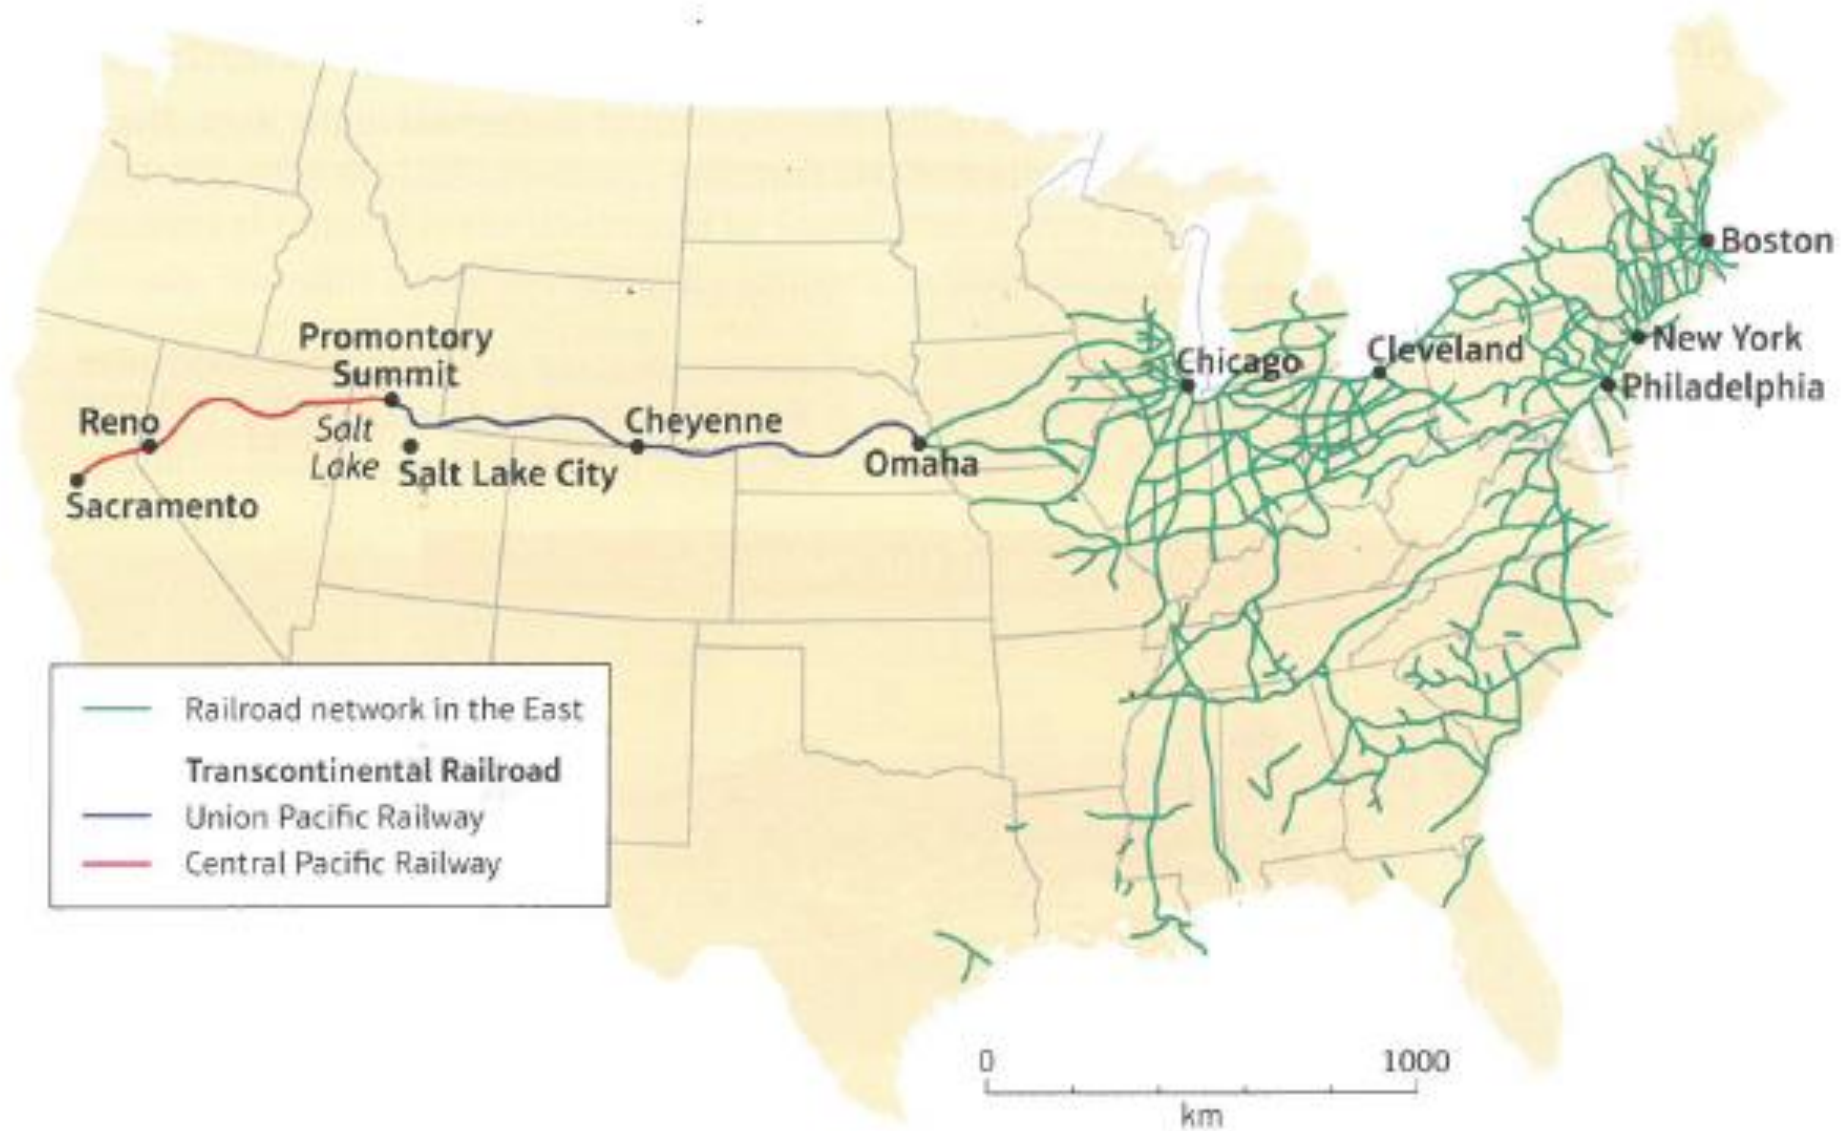 Boston
Promontory
Summit
New York
Cleveland
Chicago
Philadelphia
Reno
Cheyenne
Salt
Lake
Omaha
Salt Lake City
Sacramento
Railroad network in the East
Transcontinental Railroad
Union Pacific Railway
Central Pacific Railway
0 1000
km